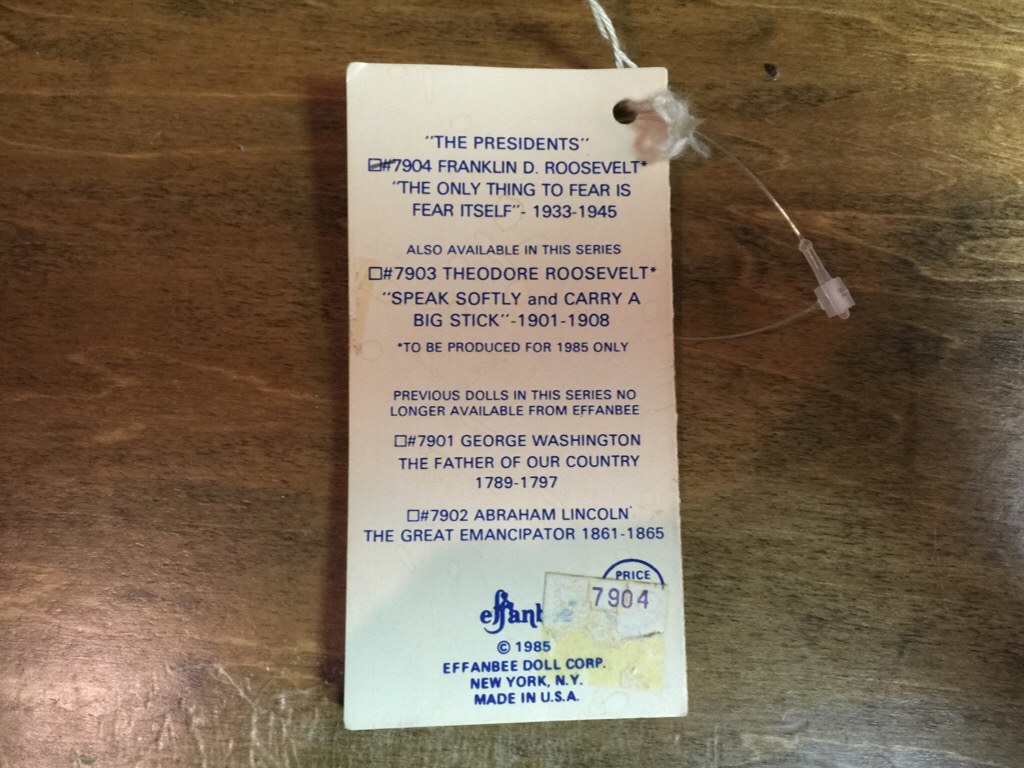 "THE PRESIDENTS"
☐#7904 FRANKLIN D. ROOSEVELT*
"THE ONLY THING TO FEAR IS
FEAR ITSELF"- 1933-1945
ALSO AVAILABLE IN THIS SERIES
☐#7903 THEODORE ROOSEVELT*
"SPEAK SOFTLY and CARRY A
BIG STICK"-1901-1908
*TO BE PRODUCED FOR 1985 ONLY
PREVIOUS DOLLS IN THIS SERIES NO
LONGER AVAILABLE FROM EFFANBEE
☐#7901 GEORGE WASHINGTON
THE FATHER OF OUR COUNTRY
1789-1797
☐#7902 ABRAHAM LINCOLN
THE GREAT EMANCIPATOR 1861-1865
PRICE
7904
© 1985
EFFANBEE DOLL CORP.
NEW YORK, N.Y.
MADE IN U.S.A.